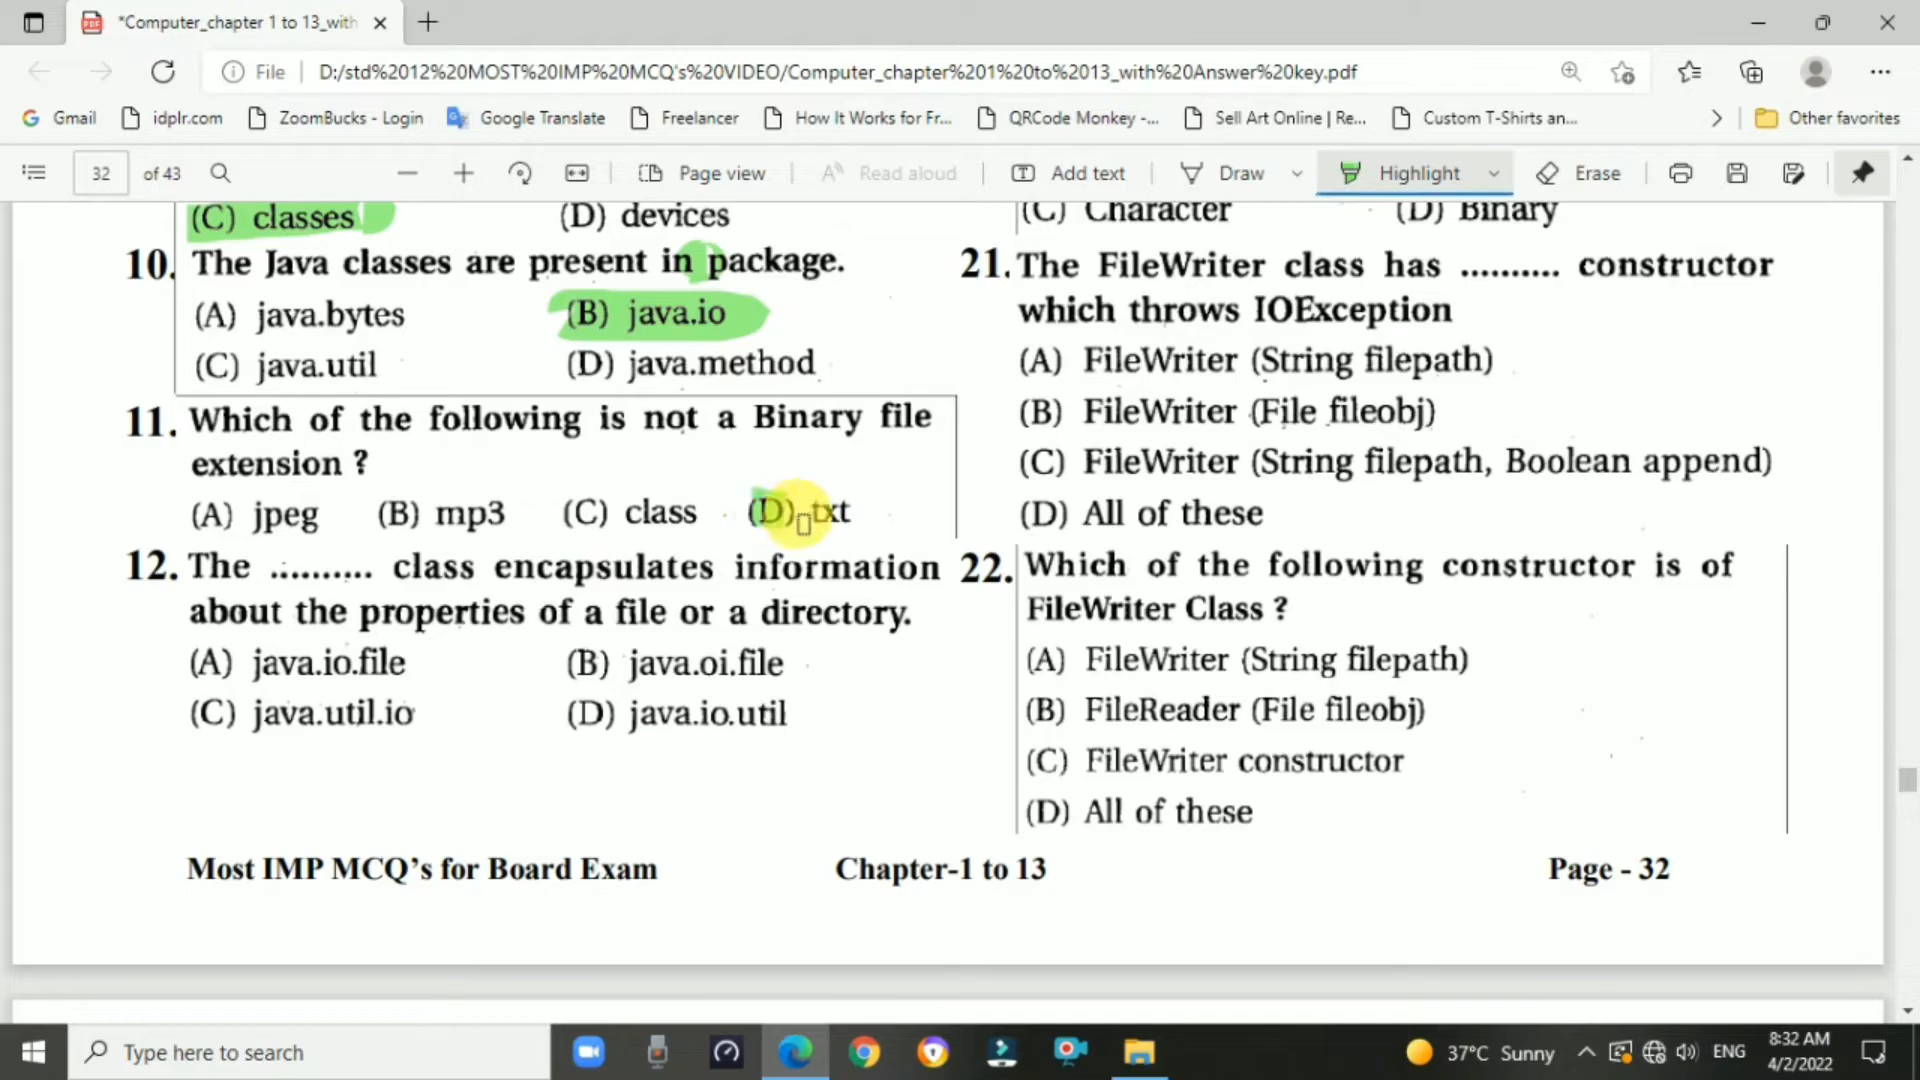 *Computer_chapter 1 to 13_with
File
D:/std%2012%20MOST%20IMP%20MCQ's%20VIDEO/Computer_chapter%201%20to%2013_with%20Answer%20key.pdf
Gmail
idplr.com
ZoomBucks - Login
Google Translate
Freelancer
How It Works for Fr...
QRCode Monkey -...
Sell Art Online | Re...
Custom T-Shirts an...
Other favorites
32 of 43
Page view
Read aloud
Add text
Draw
Highlight
Erase
(C) classes (D) devices
10. The Java classes are present in package.
(A) java.bytes (B) java.io
(C) java.util (D) java.method
11. Which of the following is not a Binary file
extension ?
(A) jpeg (B) mp3 (C) class (D) txt
12. The .......... class encapsulates information
about the properties of a file or a directory.
(A) java.io.file (B) java.oi.file
(C) java.util.io (D) java.io.util
(C) Character (D) Binary
21. The FileWriter class has .......... constructor
which throws IOException
(A) FileWriter (String filepath)
(B) FileWriter (File fileobj)
(C) FileWriter (String filepath, Boolean append)
(D) All of these
22. Which of the following constructor is of
FileWriter Class ?
(A) FileWriter (String filepath)
(B) FileReader (File fileobj)
(C) FileWriter constructor
(D) All of these
Most IMP MCQ's for Board Exam Chapter-1 to 13 Page - 32
Type here to search
37°C Sunny
ENG
8:32 AM
4/2/2022